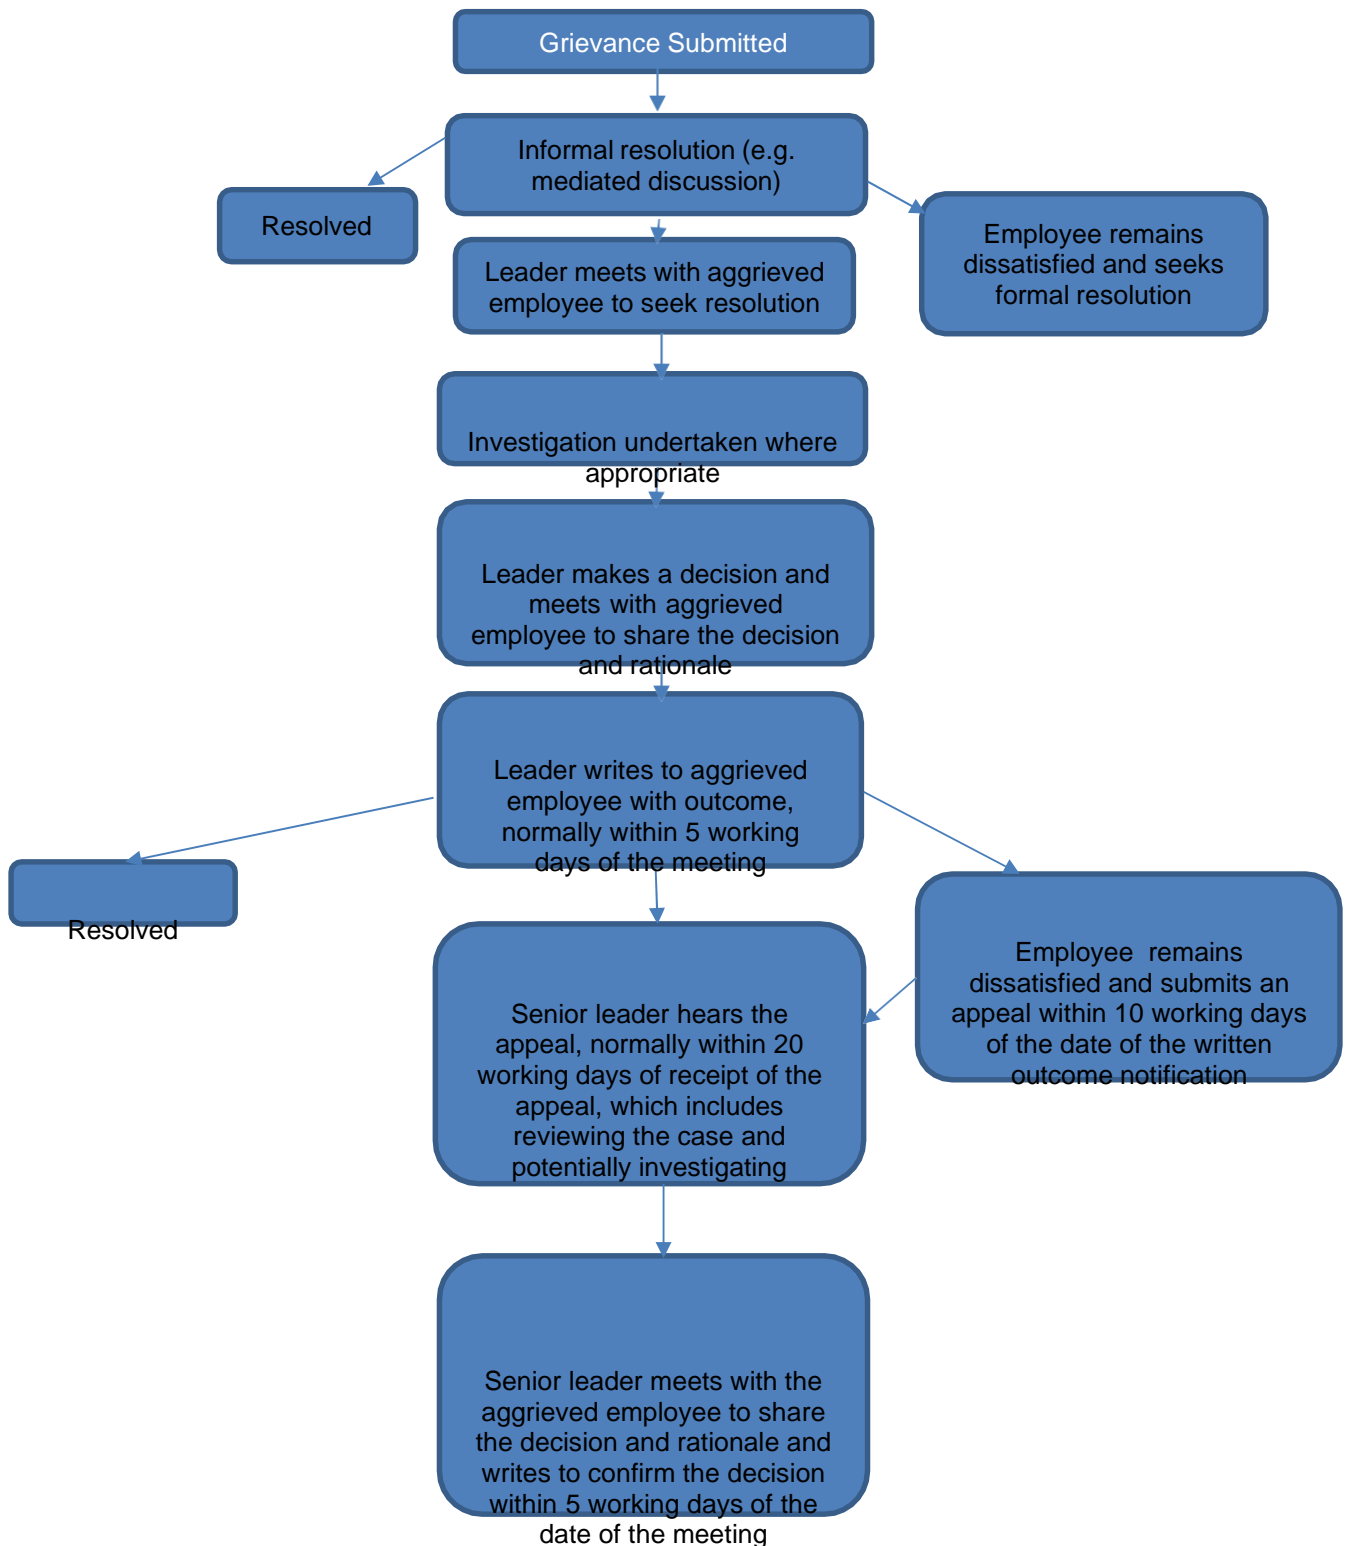 Grievance Submitted
Informal resolution (e.g.
mediated discussion)
Resolved
Employee remains
dissatisfied and seeks
formal resolution
Leader meets with aggrieved
employee to seek resolution
Investigation undertaken where
appropriate
Leader makes a decision and
meets with aggrieved
employee to share the decision
and rationale
Leader writes to aggrieved
employee with outcome,
normally within 5 working
days of the meeting
Resolved
Employee remains
dissatisfied and submits an
appeal within 10 working days
of the date of the written
outcome notification
Senior leader hears the
appeal, normally within 20
working days of receipt of the
appeal, which includes
reviewing the case and
potentially investigating
Senior leader meets with the
aggrieved employee to share
the decision and rationale and
writes to confirm the decision
within 5 working days of the
date of the meeting